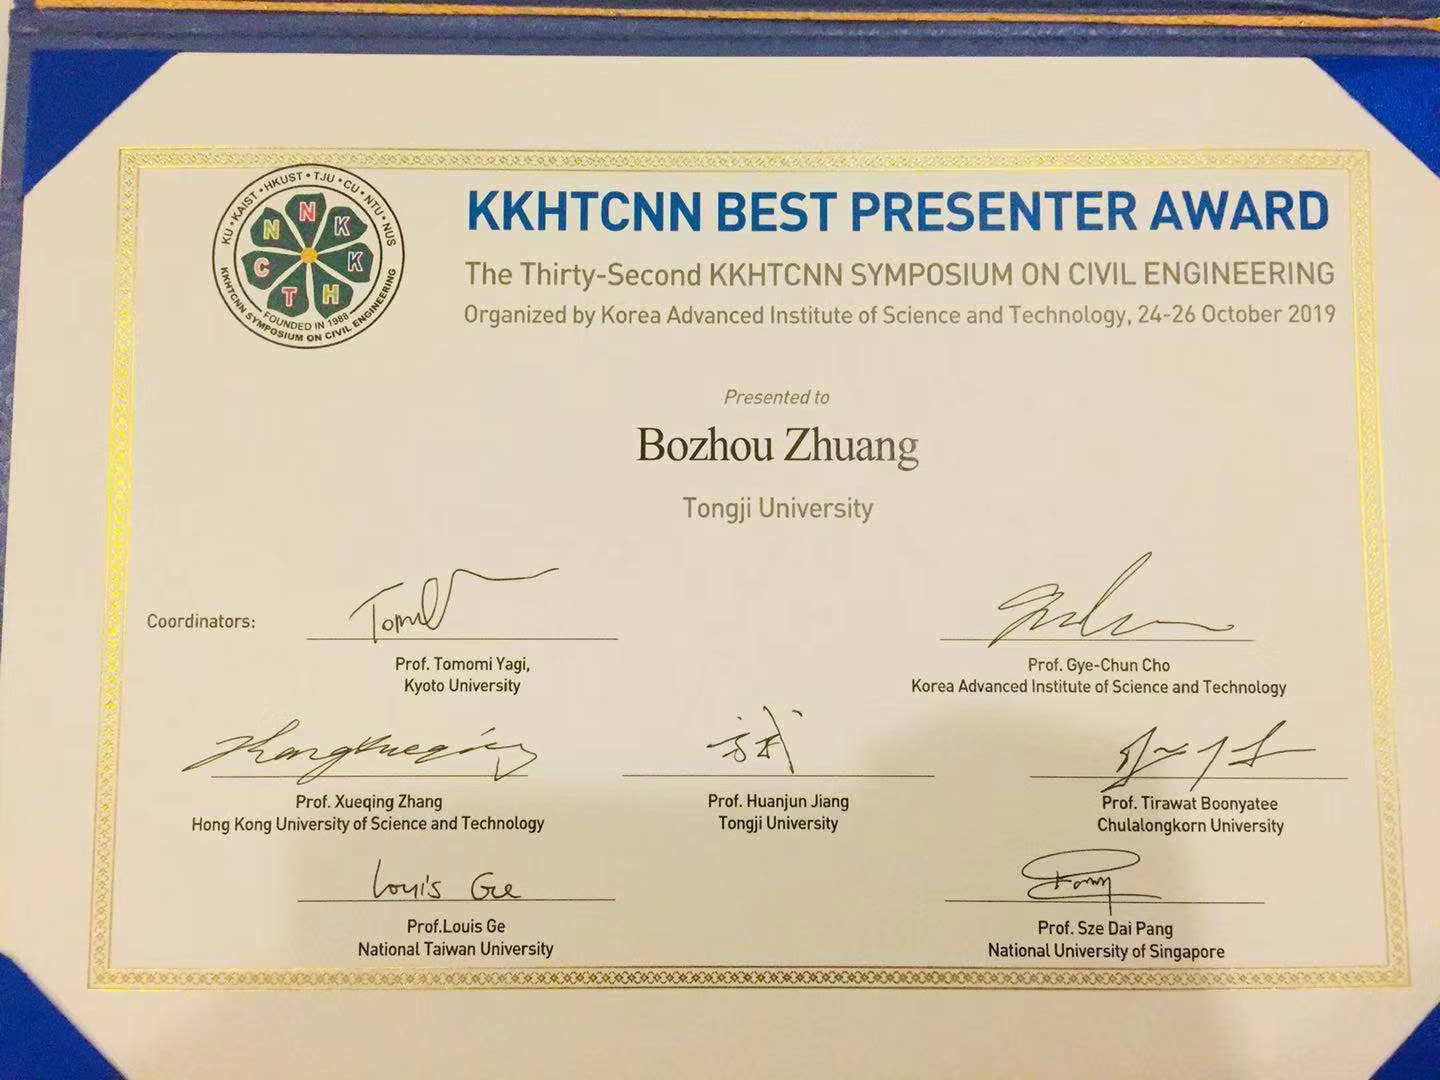 KU • KAIST • HKUST • TJU • CU • NTU • NUS
KKHTCNN SYMPOSIUM ON CIVIL ENGINEERING
FOUNDED IN 1988
K
K
H
T
C
N
N
KKHTCNN BEST PRESENTER AWARD
The Thirty-Second KKHTCNN SYMPOSIUM ON CIVIL ENGINEERING
Organized by Korea Advanced Institute of Science and Technology, 24-26 October 2019
Presented to
Bozhou Zhuang
Tongji University
Coordinators:
Prof. Tomomi Yagi,
Kyoto University
Prof. Gye-Chun Cho
Korea Advanced Institute of Science and Technology
Zhang Xueqing
Prof. Xueqing Zhang
Hong Kong University of Science and Technology
Prof. Huanjun Jiang
Tongji University
Prof. Tirawat Boonyatee
Chulalongkorn University
Louis Ge
Prof.Louis Ge
National Taiwan University
Prof. Sze Dai Pang
National University of Singapore